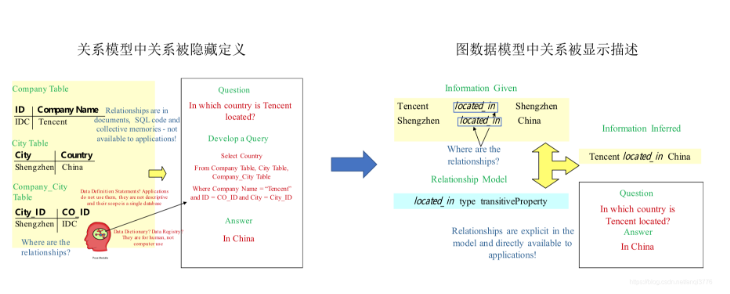 关系模型中关系被隐藏定义
Company Table
ID Company Name
IDC Tencent
Relationships are in
documents, SQL code and
collective memories - not
available to applications!
City Table
City Country
Shengzhen China
Company_City
Table
City_ID CO_ID
Shengzhen IDC
Data Definition Statements! Applications
do not use them, they are not descriptive
and their scope is a single database.
Where are the
relationships?
Data Dictionary? Data Registry?
They are for human, not
computer use.
Question
In which country is Tencent
located?
Develop a Query
Select Country
From Company Table, City Table,
Company_City Table
Where Company Name = "Tencent"
and ID = CO_ID and City = City_ID
Answer
In China
图数据模型中关系被显示描述
Information Given
Tencent located_in Shengzhen
Shengzhen located_in China
Where are the
relationships?
Relationship Model
located_in type transitiveProperty
Relationships are explicit in the
model and directly available to
applications!
Information Inferred
Tencent located_in China
Question
In which country is
Tencent located?
Answer
In China